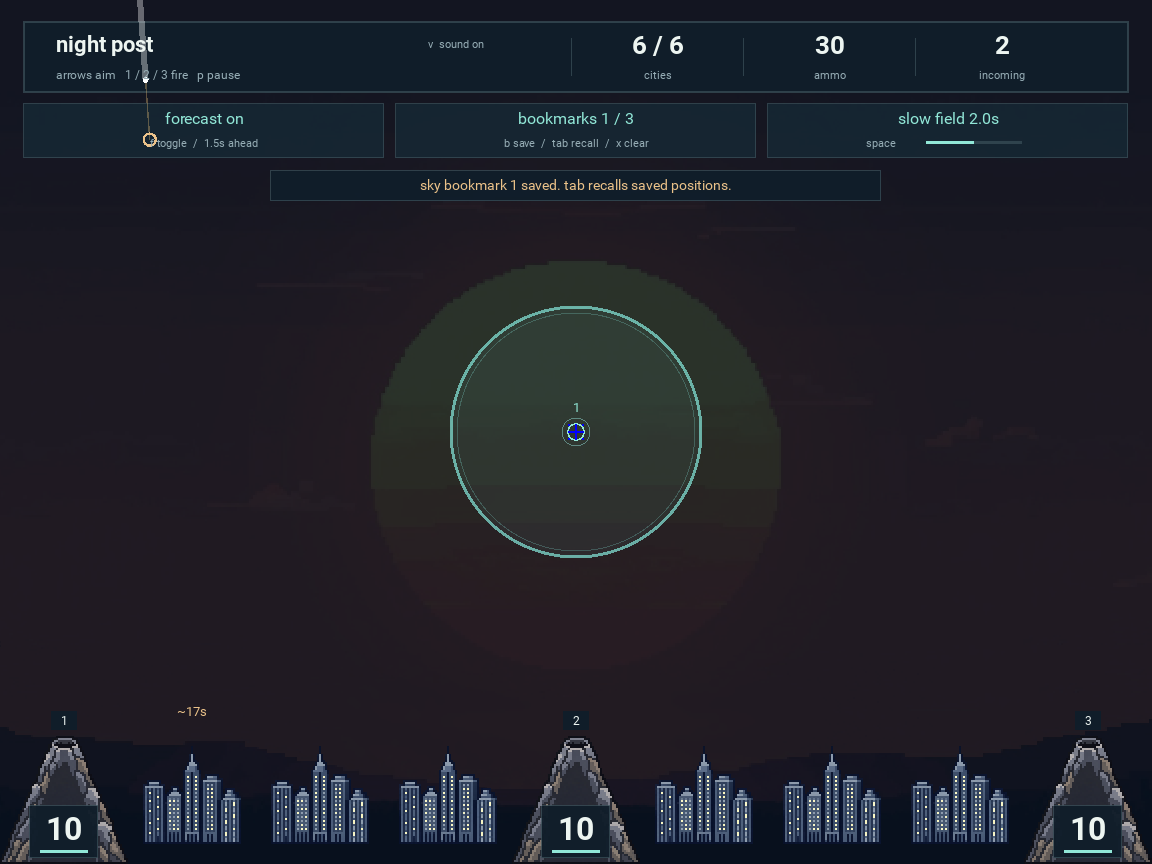 night post
v sound on
6 / 6
cities
30
ammo
2
incoming
arrows aim 1 / 2 / 3 fire p pause
forecast on
toggle / 1.5s ahead
bookmarks 1 / 3
b save / tab recall / x clear
slow field 2.0s
space
sky bookmark 1 saved. tab recalls saved positions.
1
~17s
1
2
3
10
10
10